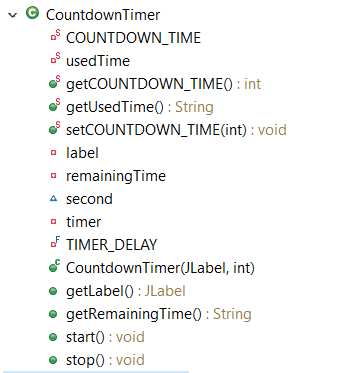 CountdownTimer
COUNTDOWN_TIME
usedTime
getCOUNTDOWN_TIME() : int
getUsedTime() : String
setCOUNTDOWN_TIME(int) : void
label
remainingTime
second
timer
TIMER_DELAY
CountdownTimer(JLabel, int)
getLabel() : JLabel
getRemainingTime() : String
start() : void
stop() : void